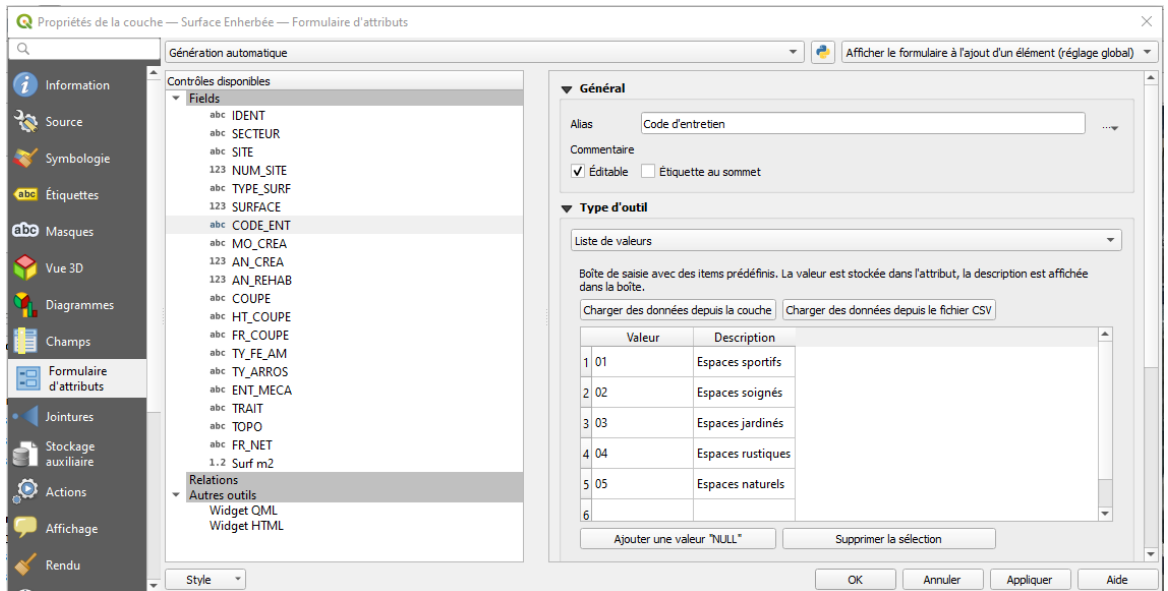 Propriétés de la couche — Surface Enherbée — Formulaire d'attributs
Génération automatique
Afficher le formulaire à l'ajout d'un élément (réglage global)
Information
Source
Symbologie
abc Étiquettes
abc Masques
Vue 3D
Diagrammes
Champs
Formulaire
d'attributs
Jointures
Stockage
auxiliaire
Actions
Affichage
Rendu
Contrôles disponibles
Fields
abc IDENT
abc SECTEUR
abc SITE
123 NUM_SITE
abc TYPE_SURF
123 SURFACE
abc CODE_ENT
abc MO_CREA
123 AN_CREA
123 AN_REHAB
abc COUPE
abc HT_COUPE
abc FR_COUPE
abc TY_FE_AM
abc TY_ARROS
abc ENT_MECA
abc TRAIT
abc TOPO
abc FR_NET
1.2 Surf m2
Relations
Autres outils
Widget QML
Widget HTML
Style
Général
Alias Code d'entretien ...
Commentaire
Éditable Étiquette au sommet
Type d'outil
Liste de valeurs
Boîte de saisie avec des items prédéfinis. La valeur est stockée dans l'attribut, la description est affichée
dans la boîte.
Charger des données depuis la couche Charger des données depuis le fichier CSV
Valeur Description
1 01 Espaces sportifs
2 02 Espaces soignés
3 03 Espaces jardinés
4 04 Espaces rustiques
5 05 Espaces naturels
6
Ajouter une valeur "NULL" Supprimer la sélection
OK Annuler Appliquer Aide